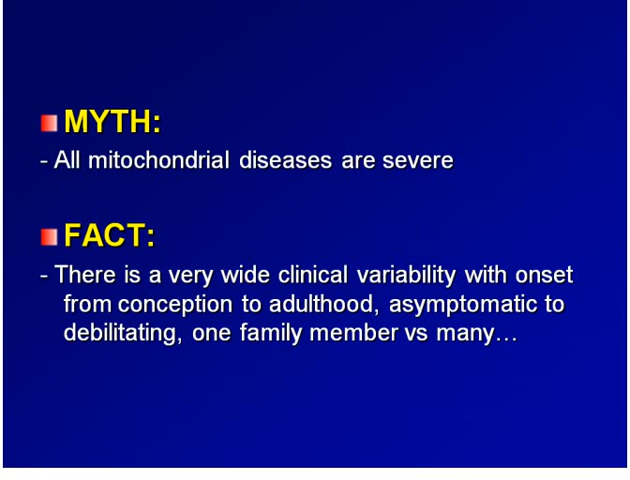 MYTH:
- All mitochondrial diseases are severe
FACT:
- There is a very wide clinical variability with onset
from conception to adulthood, asymptomatic to
debilitating, one family member vs many…